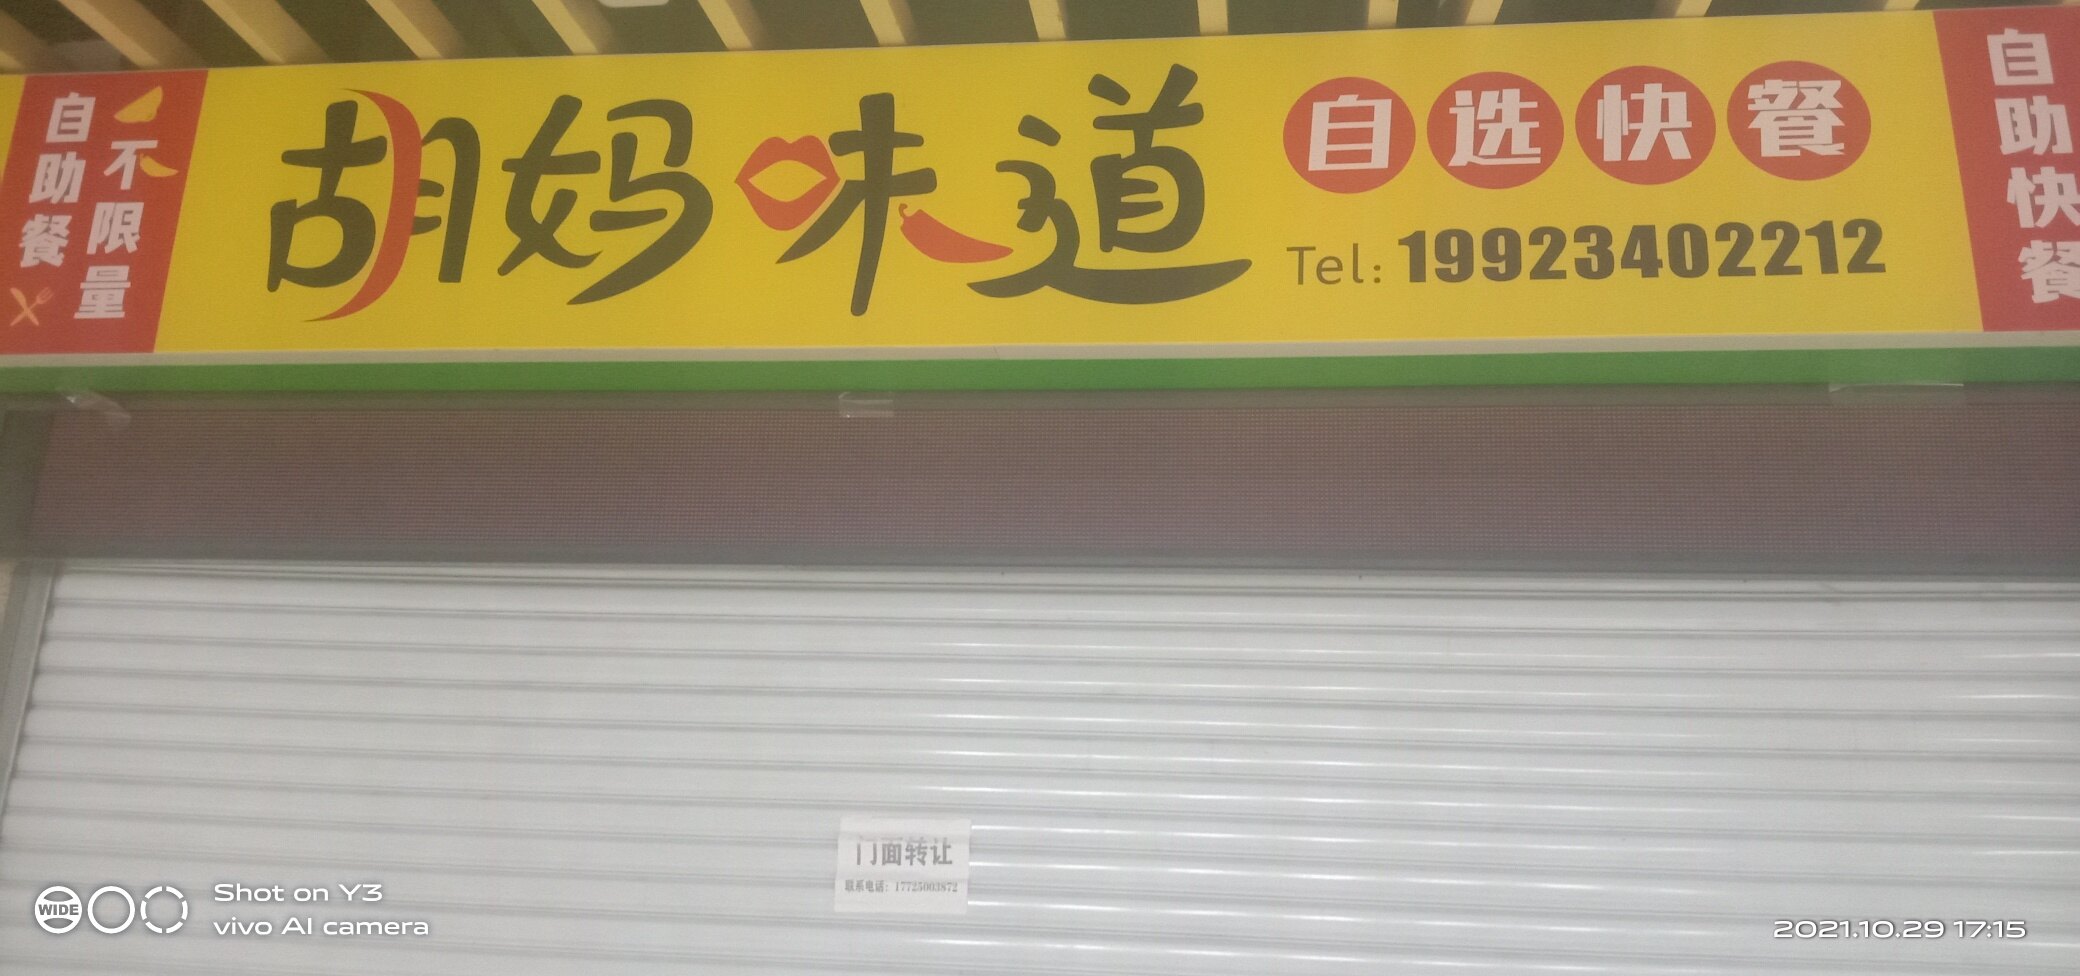 自助餐
不限量
胡妈味道
自选快餐
Tel: 19923402212
自助快餐
门面转让
联系电话: 17725003872
WIDE
Shot on Y3
vivo AI camera
2021.10.29 17:15